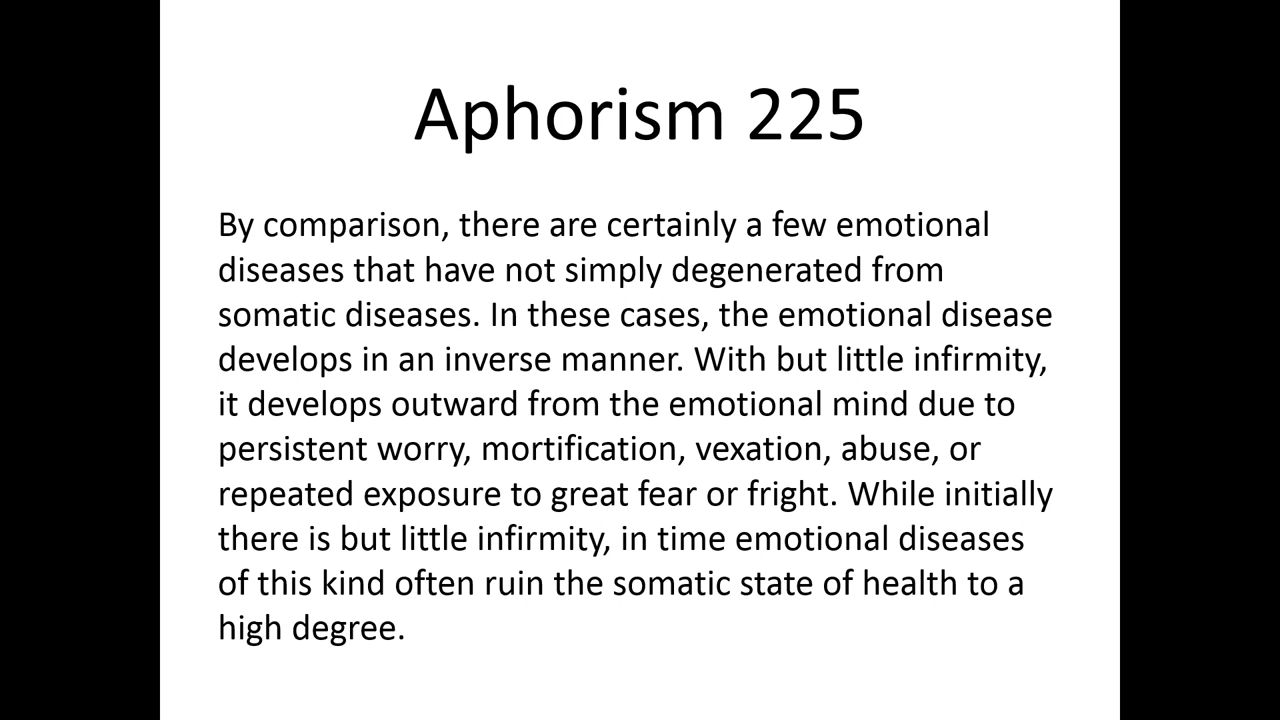 Aphorism 225
By comparison, there are certainly a few emotional
diseases that have not simply degenerated from
somatic diseases. In these cases, the emotional disease
develops in an inverse manner. With but little infirmity,
it develops outward from the emotional mind due to
persistent worry, mortification, vexation, abuse, or
repeated exposure to great fear or fright. While initially
there is but little infirmity, in time emotional diseases
of this kind often ruin the somatic state of health to a
high degree.